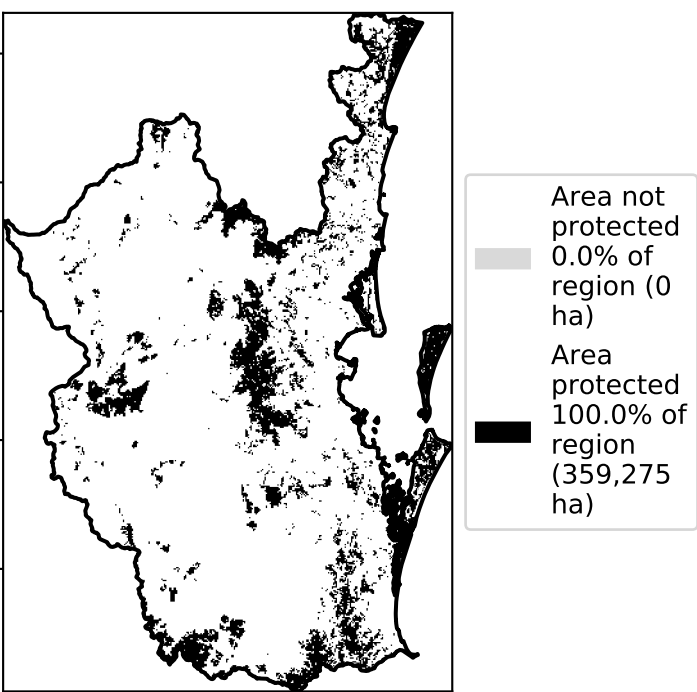 Area not
protected
0.0% of
region (0
ha)
Area
protected
100.0% of
region
(359,275
ha)